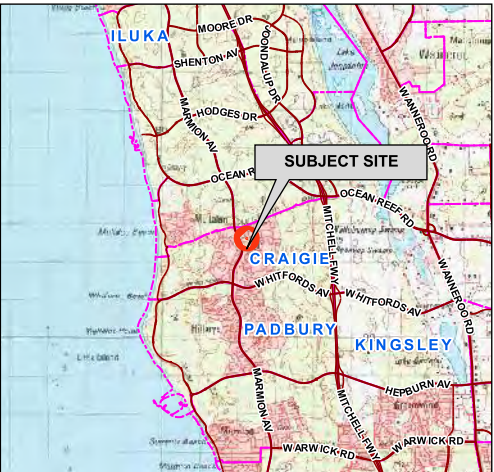 ILUKA
MOORE DR
SHENTON AV
JOONDALUP DR
MARMION AV
HODGES DR
WANNEROO RD
SUBJECT SITE
OCEAN R
OCEAN REEF RD
MITCHELL FWY
CRAIGIE
WHITFORDS AV
WHITFORDS AV
WANNEROO RD
PADBURY
KINGSLEY
Hillarys
MARMION AV
MITCHELL FWY
HEPBURN AV
WARWICK RD
WARWICK RD